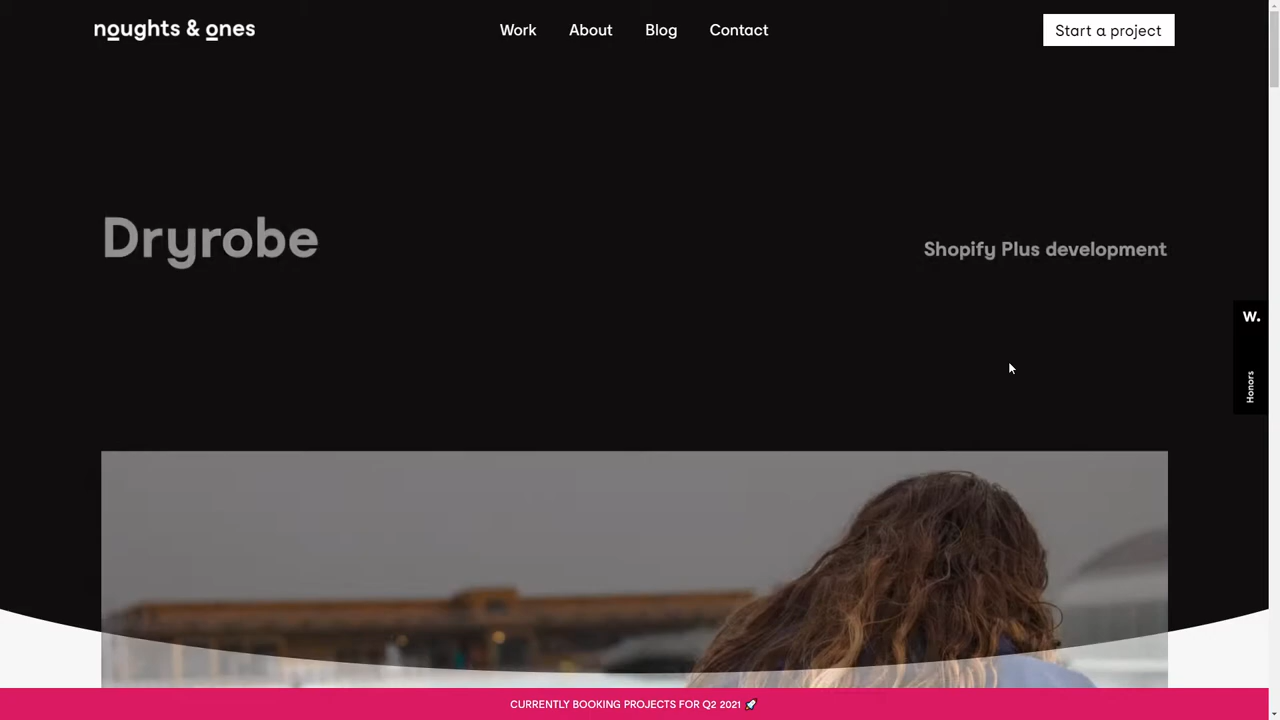 noughts & ones
Work
About
Blog
Contact
Start a project
Dryrobe
Shopify Plus development
W.
Honors
CURRENTLY BOOKING PROJECTS FOR Q2 2021 🚀